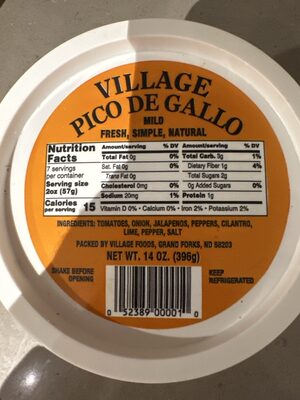 VILLAGE
PICO DE GALLO
MILD
FRESH, SIMPLE, NATURAL
Nutrition Facts
7 servings per container
Serving size 2oz (57g)
Calories per serving 15
Amount/serving % DV Amount/serving % DV
Total Fat 0g 0% Total Carb. 3g 1%
Sat. Fat 0g 0% Dietary Fiber 1g 4%
Trans Fat 0g Total Sugars 2g
Cholesterol 0mg 0% 0g Added Sugars 0%
Sodium 20mg 1% Protein 1g
Vitamin D 0% • Calcium 0% • Iron 2% • Potassium 2%
INGREDIENTS: TOMATOES, ONION, JALAPENOS, PEPPERS, CILANTRO,
LIME, PEPPER, SALT
PACKED BY VILLAGE FOODS, GRAND FORKS, ND 58203
NET WT. 14 OZ. (396g)
SHAKE BEFORE
OPENING
KEEP
REFRIGERATED
0 52389 00001 0